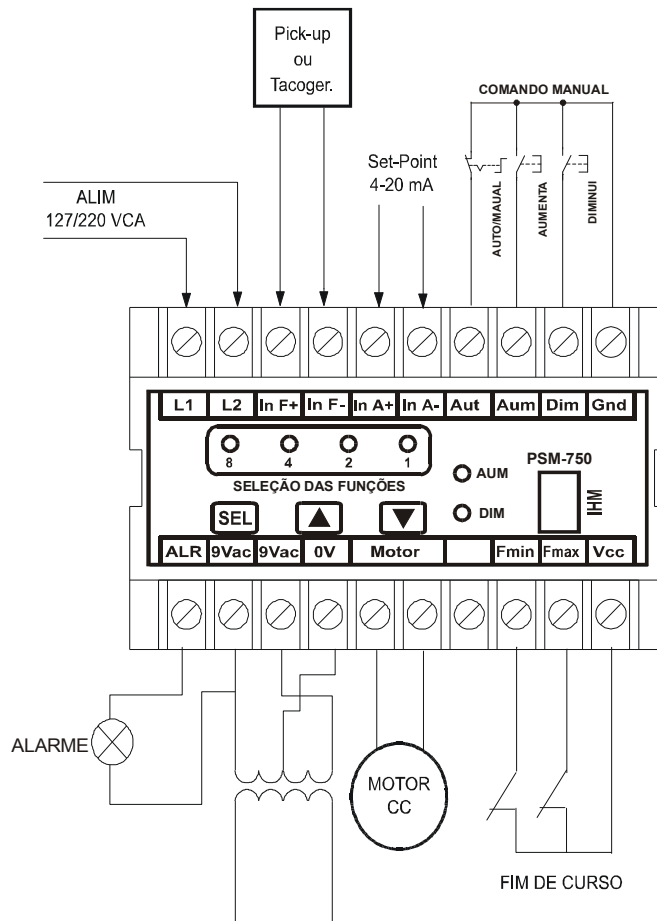 Pick-up
ou
Tacoger.
COMANDO MANUAL
Set-Point
4-20 mA
AUTO/MAUAL
AUMENTA
DIMINUI
ALIM
127/220 VCA
L1 L2 In F+ In F- In A+ In A- Aut Aum Dim Gnd
8 4 2 1
SELEÇÃO DAS FUNÇÕES
AUM
DIM
PSM-750
IHM
SEL
ALR 9Vac 9Vac 0V Motor Fmin Fmax Vcc
ALARME
MOTOR
CC
FIM DE CURSO